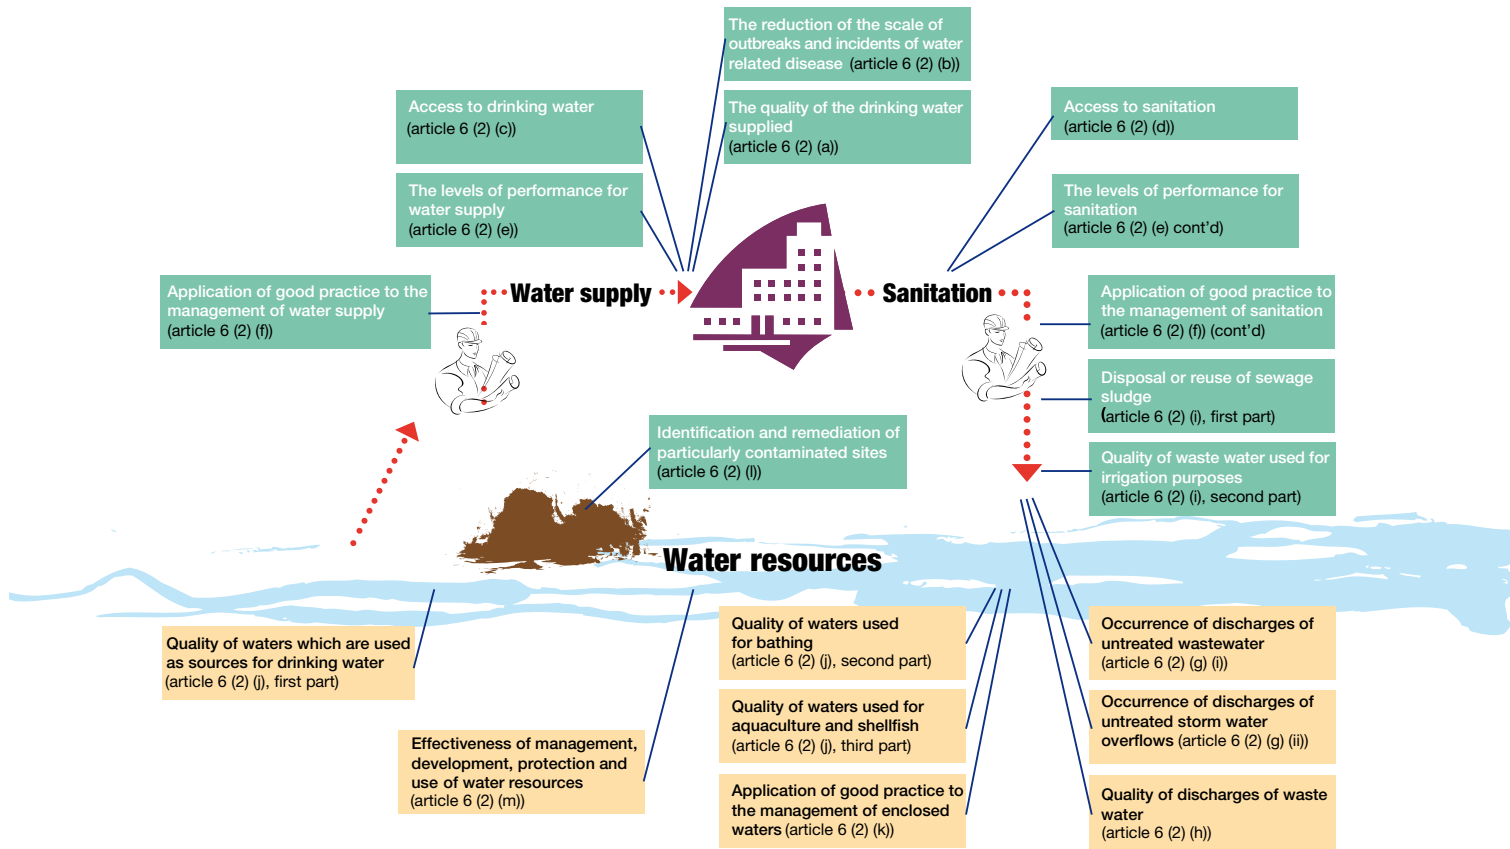 The reduction of the scale of
outbreaks and incidents of water
related disease (article 6 (2) (b))
Access to drinking water
(article 6 (2) (c))
The quality of the drinking water
supplied
(article 6 (2) (a))
Access to sanitation
(article 6 (2) (d))
The levels of performance for
water supply
(article 6 (2) (e))
The levels of performance for
sanitation
(article 6 (2) (e) cont’d)
Application of good practice to the
management of water supply
(article 6 (2) (f))
Water supply
Sanitation
Application of good practice to
the management of sanitation
(article 6 (2) (f)) (cont’d)
Disposal or reuse of sewage
sludge
(article 6 (2) (i), first part)
Identification and remediation of
particularly contaminated sites
(article 6 (2) (l))
Quality of waste water used for
irrigation purposes
(article 6 (2) (i), second part)
Water resources
Quality of waters which are used
as sources for drinking water
(article 6 (2) (j), first part)
Quality of waters used
for bathing
(article 6 (2) (j), second part)
Occurrence of discharges of
untreated wastewater
(article 6 (2) (g) (i))
Effectiveness of management,
development, protection and
use of water resources
(article 6 (2) (m))
Quality of waters used for
aquaculture and shellfish
(article 6 (2) (j), third part)
Occurrence of discharges of
untreated storm water
overflows (article 6 (2) (g) (ii))
Application of good practice to
the management of enclosed
waters (article 6 (2) (k))
Quality of discharges of waste
water
(article 6 (2) (h))